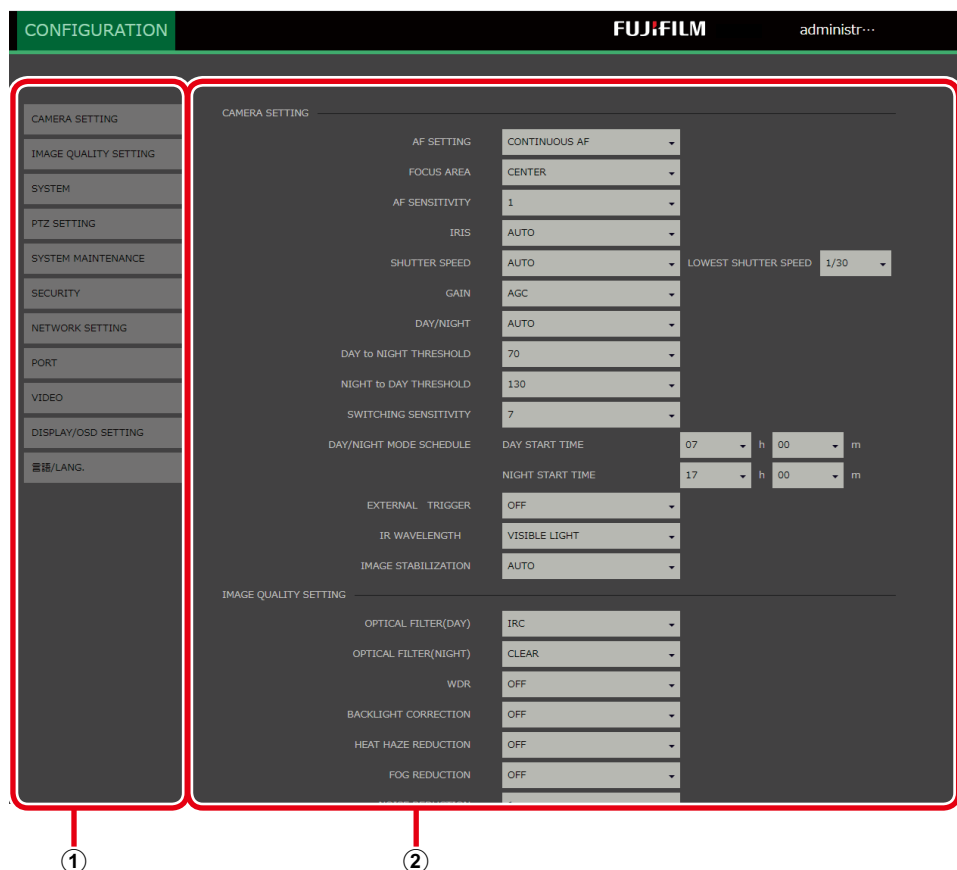 CONFIGURATION FUJIFILM administr···
CAMERA SETTING
IMAGE QUALITY SETTING
SYSTEM
PTZ SETTING
SYSTEM MAINTENANCE
SECURITY
NETWORK SETTING
PORT
VIDEO
DISPLAY/OSD SETTING
言語/LANG.
CAMERA SETTING
AF SETTING CONTINUOUS AF
FOCUS AREA CENTER
AF SENSITIVITY 1
IRIS AUTO
SHUTTER SPEED AUTO LOWEST SHUTTER SPEED 1/30
GAIN AGC
DAY/NIGHT AUTO
DAY to NIGHT THRESHOLD 70
NIGHT to DAY THRESHOLD 130
SWITCHING SENSITIVITY 7
DAY/NIGHT MODE SCHEDULE DAY START TIME 07 h 00 m
NIGHT START TIME 17 h 00 m
EXTERNAL TRIGGER OFF
IR WAVELENGTH VISIBLE LIGHT
IMAGE STABILIZATION AUTO
IMAGE QUALITY SETTING
OPTICAL FILTER(DAY) IRC
OPTICAL FILTER(NIGHT) CLEAR
WDR OFF
BACKLIGHT CORRECTION OFF
HEAT HAZE REDUCTION OFF
FOG REDUCTION OFF
① ②